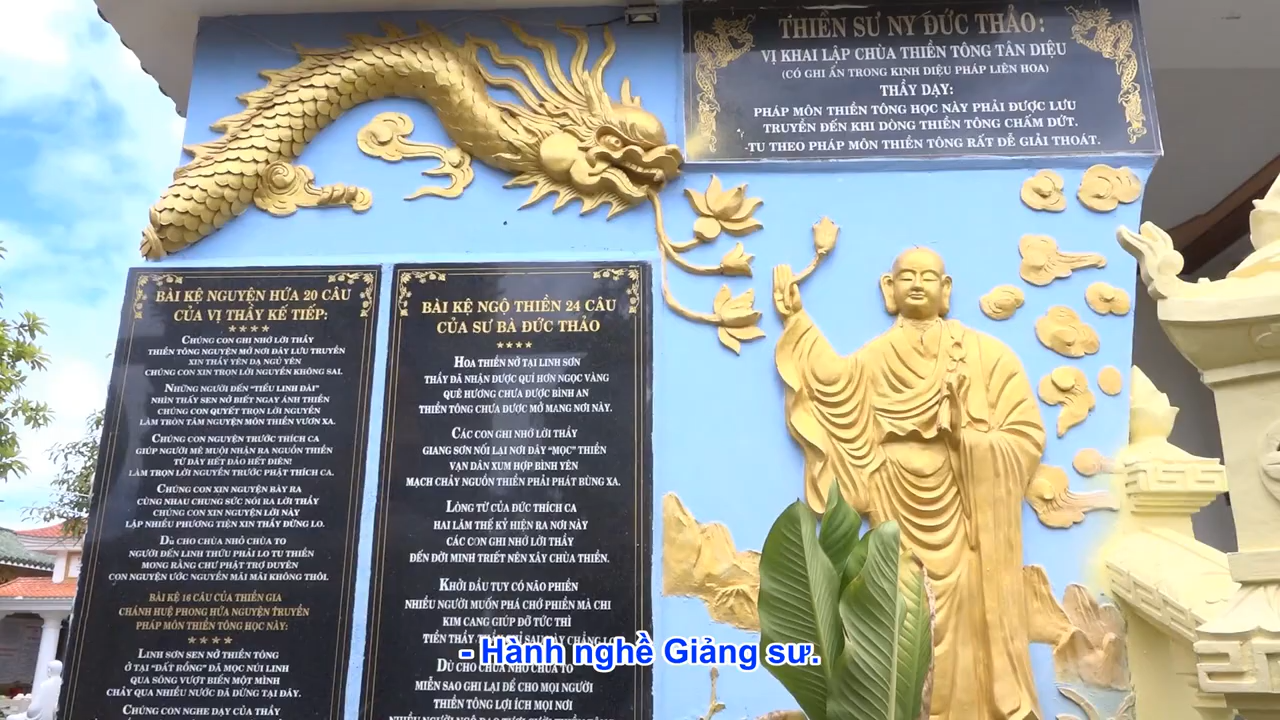 THIỀN SƯ NY ĐỨC THẢO:
VỊ KHAI LẬP CHÙA THIỀN TÔNG TÂN DIỆU
(CÓ GHI ẨN TRONG KINH DIỆU PHÁP LIÊN HOA)
THẦY DẠY:
PHÁP MÔN THIỀN TÔNG HỌC NÀY PHẢI ĐƯỢC LƯU
TRUYỀN ĐẾN KHI DÒNG THIỀN TÔNG CHẤM DỨT.
-TU THEO PHÁP MÔN THIỀN TÔNG RẤT DỄ GIẢI THOÁT.
BÀI KỆ NGUYỆN HỨA 20 CÂU
CỦA VỊ THẦY KẾ TIẾP:
CHÚNG CON GHI NHỚ LỜI THẦY
THIỀN TÔNG NGUYỆN MỞ NƠI ĐÂY LƯU TRUYỀN
XIN THẦY YÊN DẠ NGỦ YÊN
CHÚNG CON XIN TRỌN LỜI NGUYỀN KHÔNG SAI.
NHỮNG NGƯỜI ĐẾN "TIỂU LINH ĐÀI"
NHÌN THẤY SEN NỞ BIẾT NGAY ÁNH THIỀN
CHÚNG CON QUYẾT TRỌN LỜI NGUYỀN
LÀM TRÒN TÂM NGUYỆN MÔN THIỀN VƯƠN XA.
CHÚNG CON NGUYỆN TRƯỚC THÍCH CA
GIÚP NGƯỜI MÊ MUỘI NHẬN RA NGUỒN THIỀN
TỪ ĐÂY HẾT ĐẢO HẾT ĐIÊN!
LÀM TRỌN LỜI NGUYỀN TRƯỚC PHẬT THÍCH CA.
CHÚNG CON XIN NGUYỆN BÀY RA
CÙNG NHAU CHUNG SỨC NÓI RA LỜI THẦY
CHÚNG CON XIN NGUYỆN LỜI NÀY
LẬP NHIỀU PHƯƠNG TIỆN XIN THẦY ĐỪNG LO.
DÙ CHO CHÙA NHỎ CHÙA TO
NGƯỜI ĐẾN LINH THỨU PHẢI LO TU THIỀN
MONG RẰNG CHƯ PHẬT TRỢ DUYÊN
CON NGUYỆN ƯỚC NGUYỀN MÃI MÃI KHÔNG THÔI.
BÀI KỆ 16 CÂU CỦA THIỀN GIA
CHÁNH HUỆ PHONG HỨA NGUYỆN TRUYỀN
PHÁP MÔN THIỀN TÔNG HỌC NÀY:
LINH SƠN SEN NỞ THIỀN TÔNG
Ở TẠI "ĐẤT RỒNG" ĐÃ MỌC NÚI LINH
QUA SÔNG VƯỢT BIỂN MỘT MÌNH
CHẢY QUA NHIỀU NƯỚC ĐÃ DỪNG TẠI ĐÂY.
CHÚNG CON NGHE DẠY CỦA THẦY
BÀI KỆ NGỘ THIỀN 24 CÂU
CỦA SƯ BÀ ĐỨC THẢO
HOA THIỀN NỞ TẠI LINH SƠN
THẦY ĐÃ NHẬN ĐƯỢC QUÍ HƠN NGỌC VÀNG
QUÊ HƯƠNG CHƯA ĐƯỢC BÌNH AN
THIỀN TÔNG CHƯA ĐƯỢC MỞ MANG NƠI NÀY.
CÁC CON GHI NHỚ LỜI THẦY
GIANG SƠN NỐI LẠI NƠI ĐÂY "MỌC" THIỀN
VẠN DÂN XUM HỢP BÌNH YÊN
MẠCH CHẢY NGUỒN THIỀN PHẢI PHÁT BÙNG XA.
LÒNG TỪ CỦA ĐỨC THÍCH CA
HAI LĂM THẾ KỶ HIỆN RA NƠI NÀY
CÁC CON GHI NHỚ LỜI THẦY
ĐẾN ĐỜI MINH TRIẾT NÊN XÂY CHÙA THIỀN.
KHỞI ĐẦU TUY CÓ NÃO PHIỀN
NHIỀU NGƯỜI MUỐN PHÁ CHỚ PHIỀN MÀ CHI
KIM CANG GIÚP ĐỠ TỨC THÌ
DÙ CHO CHÙA NHỎ CHÙA TO
MIỄN SAO GHI LẠI ĐỂ CHO MỌI NGƯỜI
THIỀN TÔNG LỢI ÍCH MỌI NƠI
- Hành nghề Giảng sư.